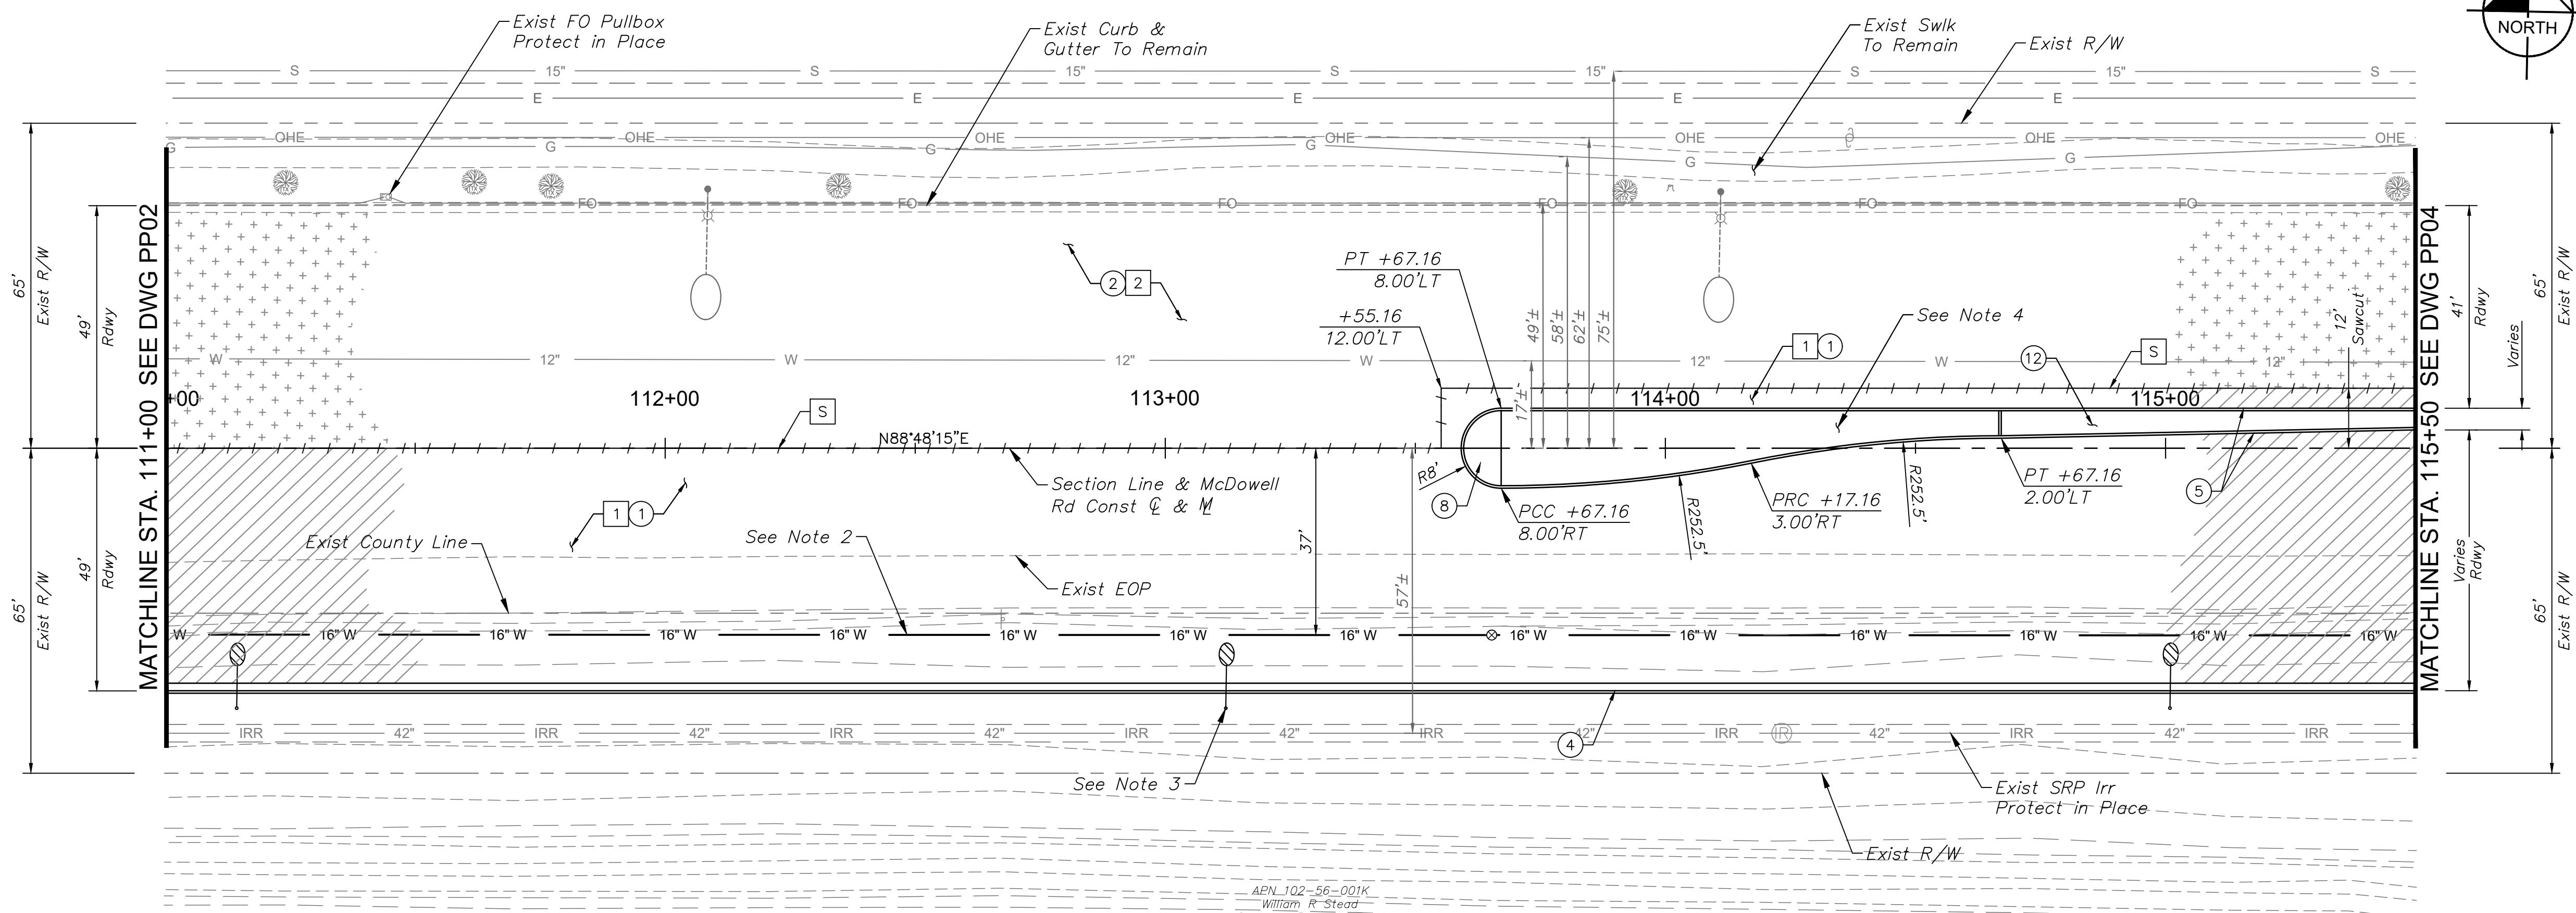 Exist FO Pullbox
Protect in Place
Exist Curb &
Gutter To Remain
Exist Swlk
To Remain
Exist R/W
NORTH
S 15" S 15" S 15" S 15" S
E E E E E
OHE OHE OHE OHE OHE OHE OHE
G G G G G G
FO FO FO FO FO FO
65'
Exist R/W
49'
Rdwy
MATCHLINE STA. 111+00 SEE DWG PP02
2 2
PT +67.16
8.00'LT
+55.16
12.00'LT
49'±
58'±
62'±
75'±
17'±
See Note 4
1 1
12
S
12'
Sawcut
41'
Rdwy
65'
Exist R/W
Varies
MATCHLINE STA. 115+50 SEE DWG PP04
W 12" W 12" W 12" W 12"
+00 112+00 113+00 114+00 115+00
S
N88°48'15"E
Section Line & McDowell
Rd Const ℄ & M̲L
R8'
8
PCC +67.16
8.00'RT
R252.5'
PRC +17.16
3.00'RT
R252.5'
PT +67.16
2.00'LT
5
1 1
Exist County Line
See Note 2
Exist EOP
37'
57'±
65'
Exist R/W
49'
Rdwy
Varies
Rdwy
65'
Exist R/W
W 16" W 16" W 16" W 16" W 16" W 16" W 16" W 16" W 16" W 16" W 16" W 16" W 16" W
IRR 42" IRR 42" IRR 42" IRR 42" IRR 42" IRR IR 42" IRR 42" IRR
4
See Note 3
Exist SRP Irr
Protect in Place
Exist R/W
APN 102-56-001K
William R Stead